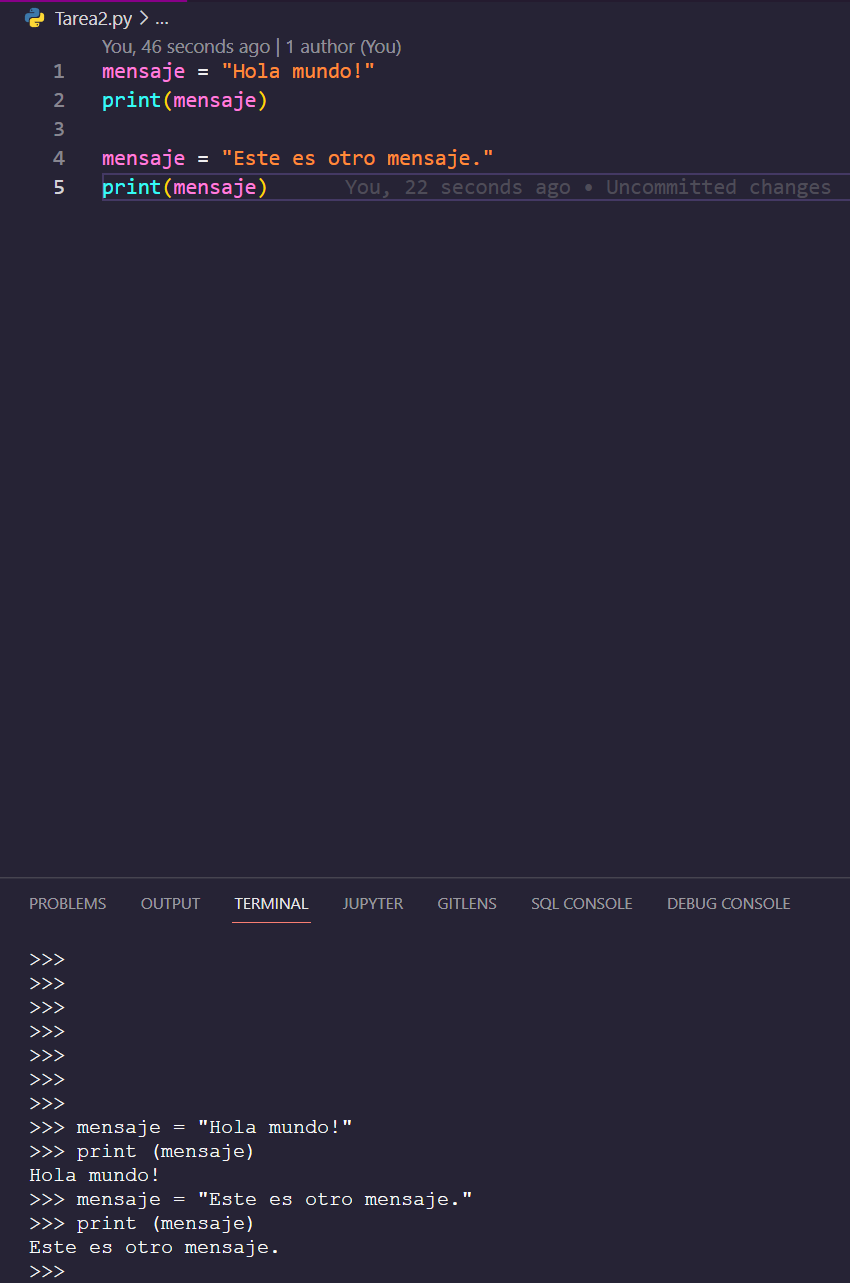 Tarea2.py > ...
You, 46 seconds ago | 1 author (You)
1 mensaje = "Hola mundo!"
2 print(mensaje)
3
4 mensaje = "Este es otro mensaje."
5 print(mensaje) You, 22 seconds ago • Uncommitted changes
PROBLEMS OUTPUT TERMINAL JUPYTER GITLENS SQL CONSOLE DEBUG CONSOLE
>>>
>>>
>>>
>>>
>>>
>>>
>>>
>>> mensaje = "Hola mundo!"
>>> print (mensaje)
Hola mundo!
>>> mensaje = "Este es otro mensaje."
>>> print (mensaje)
Este es otro mensaje.
>>>